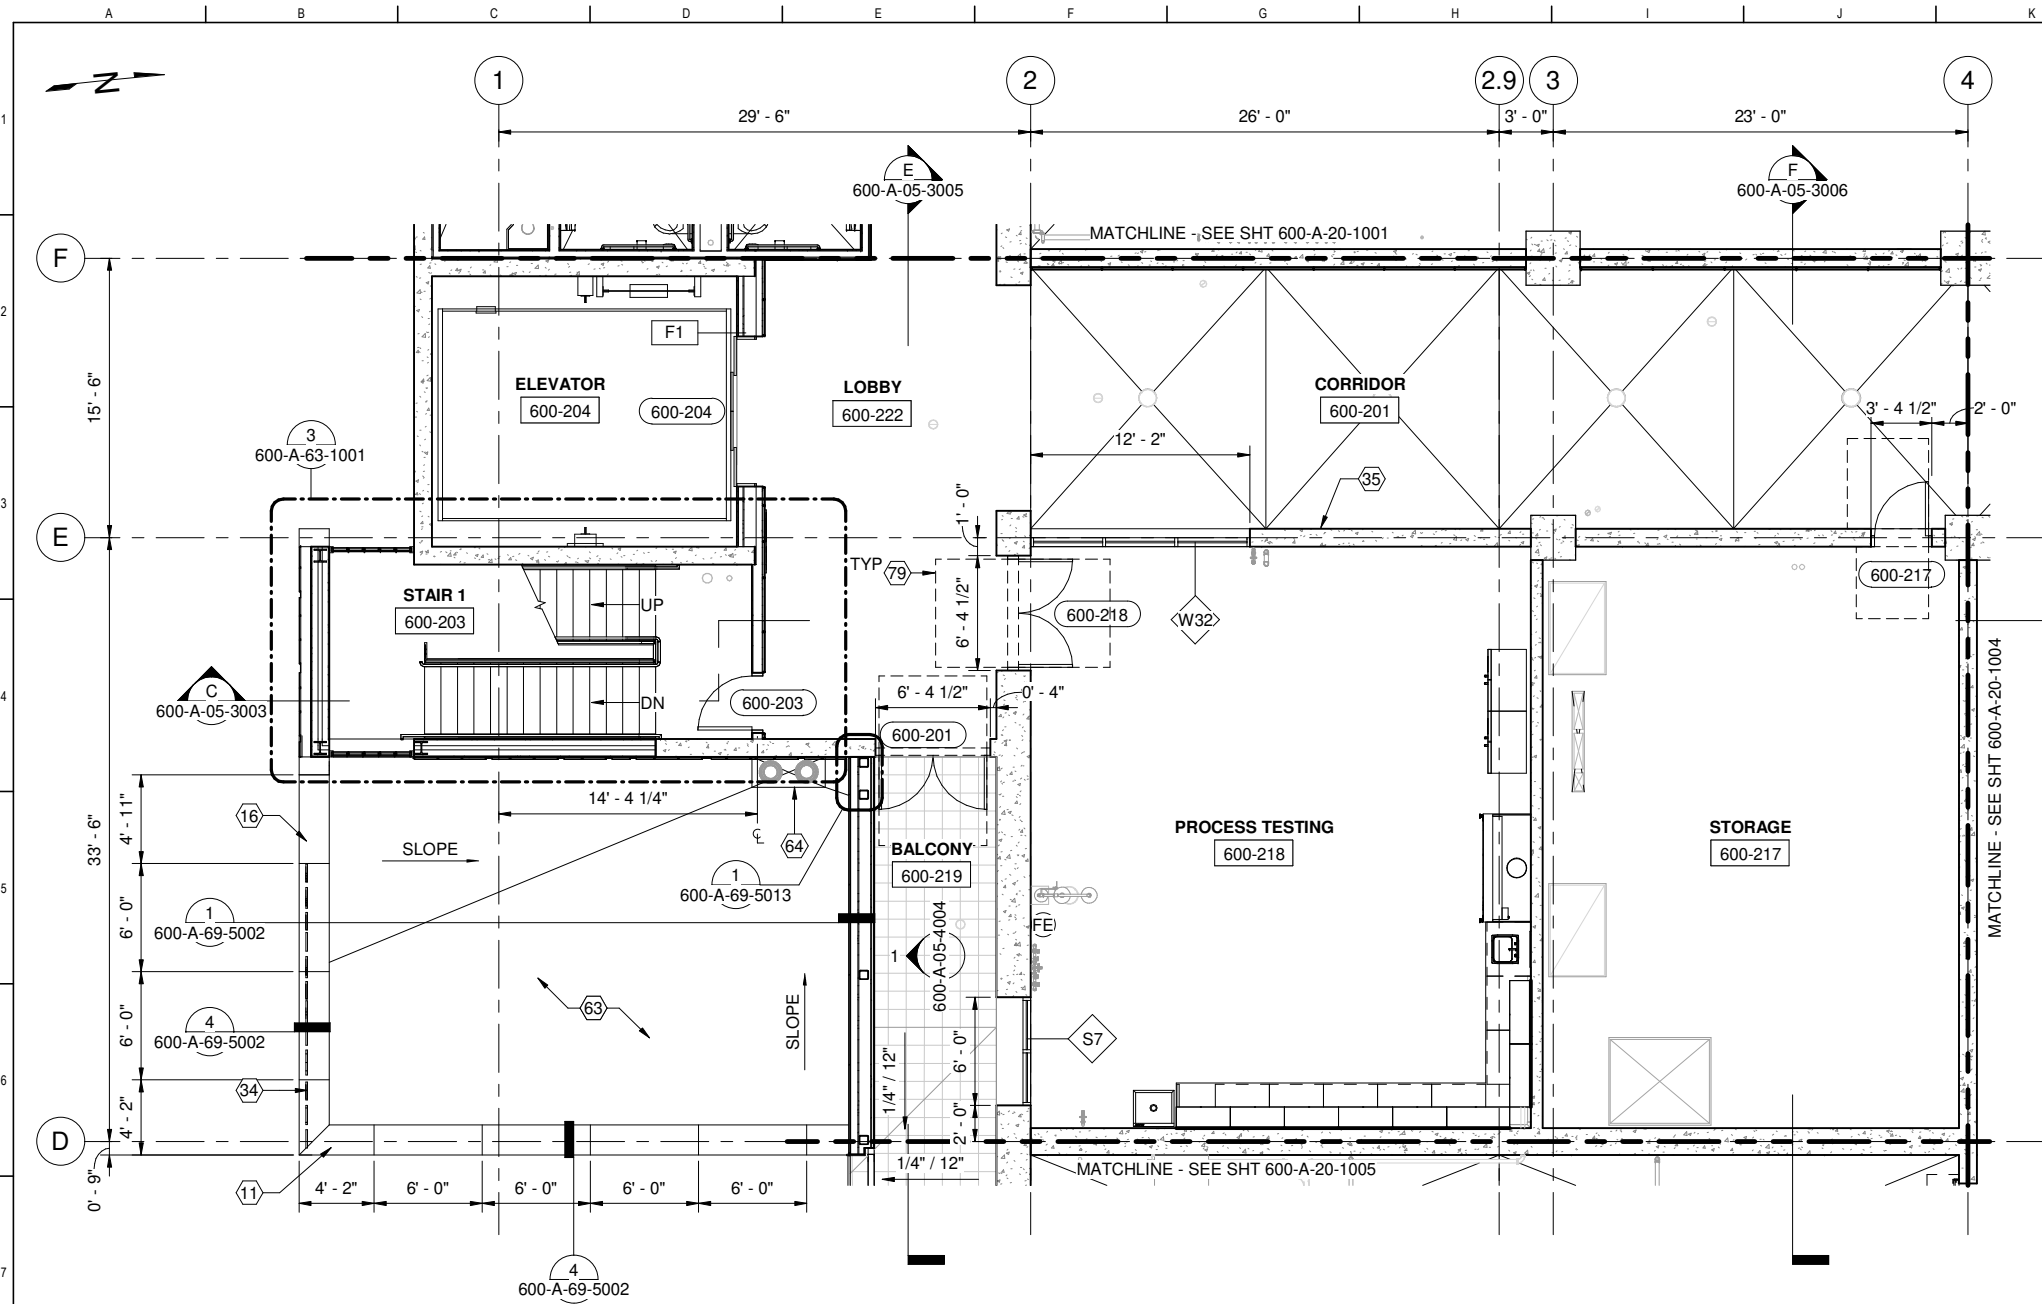 A B C D E F G H I J K
N
1 2 2.9 3 4
1
29' - 6" 26' - 0" 3' - 0" 23' - 0"
E
600-A-05-3005
F
600-A-05-3006
MATCHLINE - SEE SHT 600-A-20-1001
F
2
F1
ELEVATOR
600-204
600-204
LOBBY
600-222
CORRIDOR
600-201
15' - 6"
3' - 4 1/2"
2' - 0"
3
600-A-63-1001
12' - 2"
35
3
1' - 0"
E
TYP
79
600-217
STAIR 1
600-203
UP
6' - 4 1/2"
600-218
W32
4
C
600-A-05-3003
DN
600-203
6' - 4 1/2"
0' - 4"
600-201
MATCHLINE - SEE SHT 600-A-20-1004
14' - 4 1/4"
4' - 11"
33' - 6"
16
SLOPE
℄
64
BALCONY
600-219
PROCESS TESTING
600-218
STORAGE
600-217
5
1
600-A-69-5013
6' - 0"
1
600-A-69-5002
FE
1
600-A-05-4004
6' - 0"
63
SLOPE
4
600-A-69-5002
6' - 0"
S7
1/4" / 12"
6
34
4' - 2"
2' - 0"
D
0' - 9"
1/4" / 12"
MATCHLINE - SEE SHT 600-A-20-1005
11
4' - 2" 6' - 0" 6' - 0" 6' - 0" 6' - 0"
7
4
600-A-69-5002